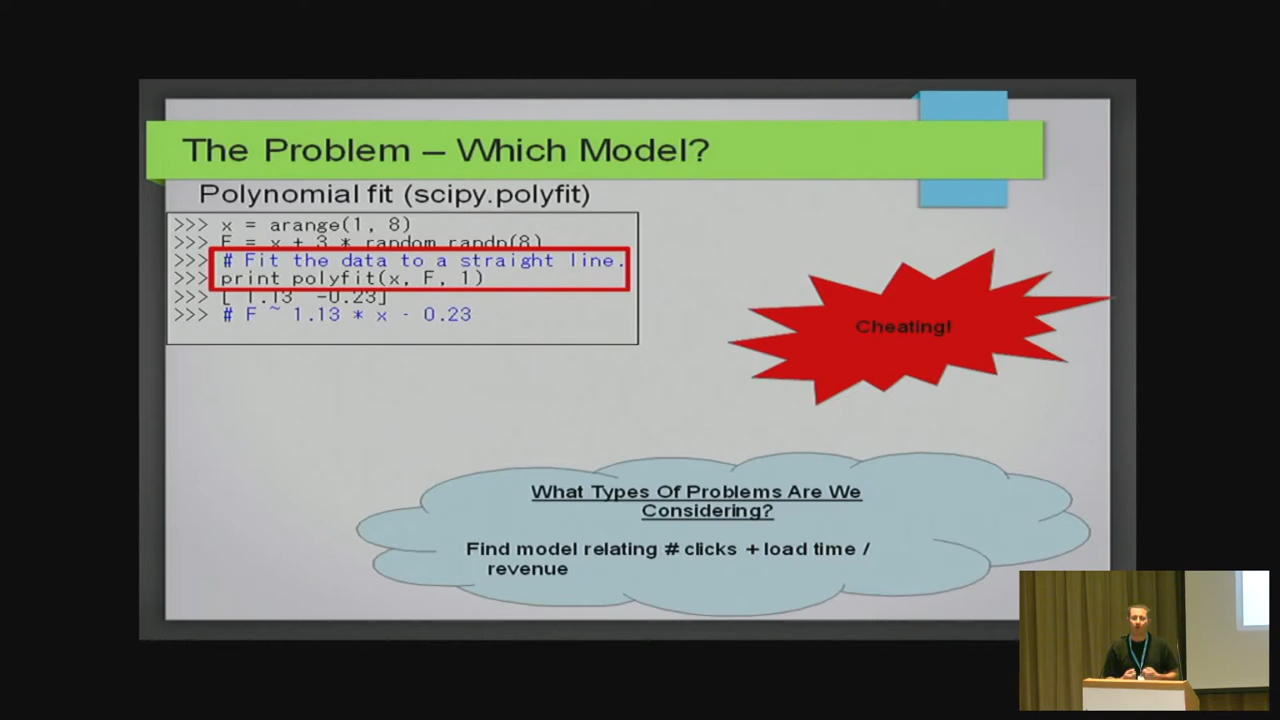 The Problem – Which Model?
Polynomial fit (scipy.polyfit)
>>> x = arange(1, 8)
>>> F = x + 3 * random.randn(8)
>>> # Fit the data to a straight line.
>>> print polyfit(x, F, 1)
>>> [ 1.13 -0.23]
>>> # F ~ 1.13 * x - 0.23
Cheating!
What Types Of Problems Are We
Considering?
Find model relating # clicks + load time /
revenue